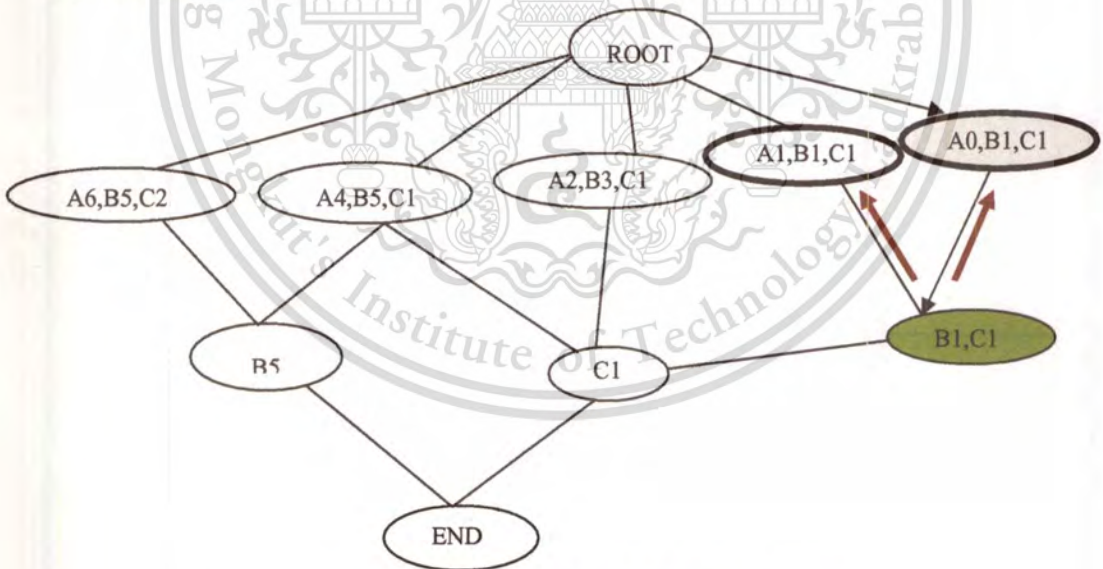 ROOT
A0,B1,C1
A1,B1,C1
A2,B3,C1
A4,B5,C1
A6,B5,C2
B1,C1
B5
C1
END
Mongkut's Institute of Technology